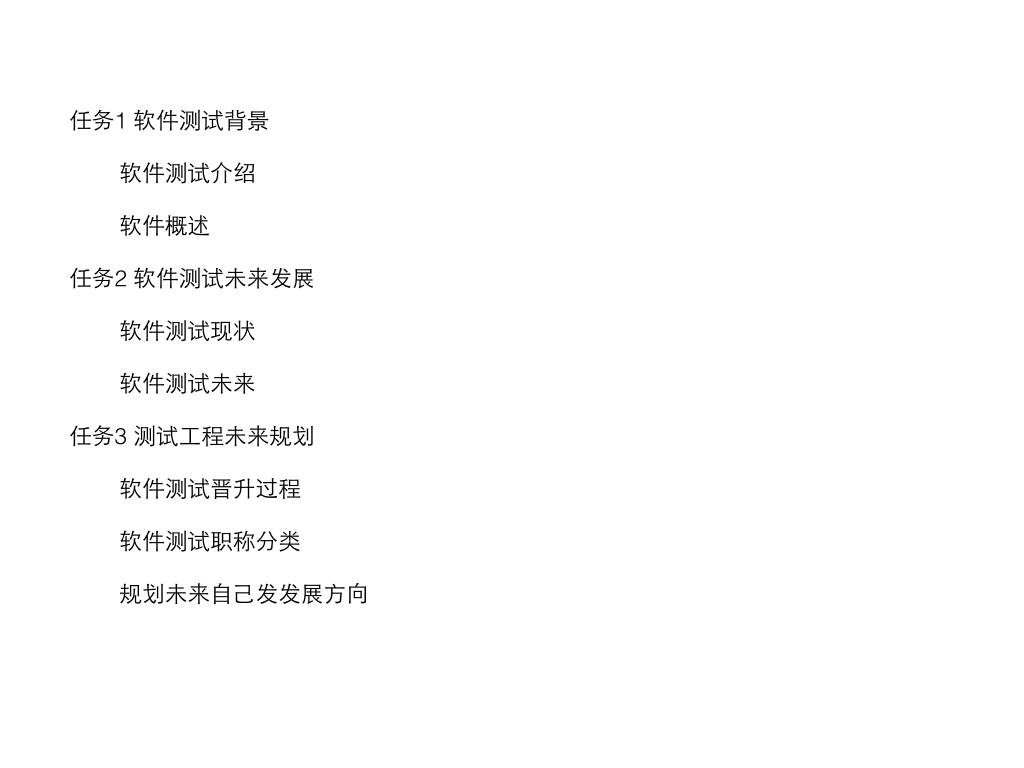 任务1 软件测试背景
软件测试介绍
软件概述
任务2 软件测试未来发展
软件测试现状
软件测试未来
任务3 测试工程未来规划
软件测试晋升过程
软件测试职称分类
规划未来自己发发展方向